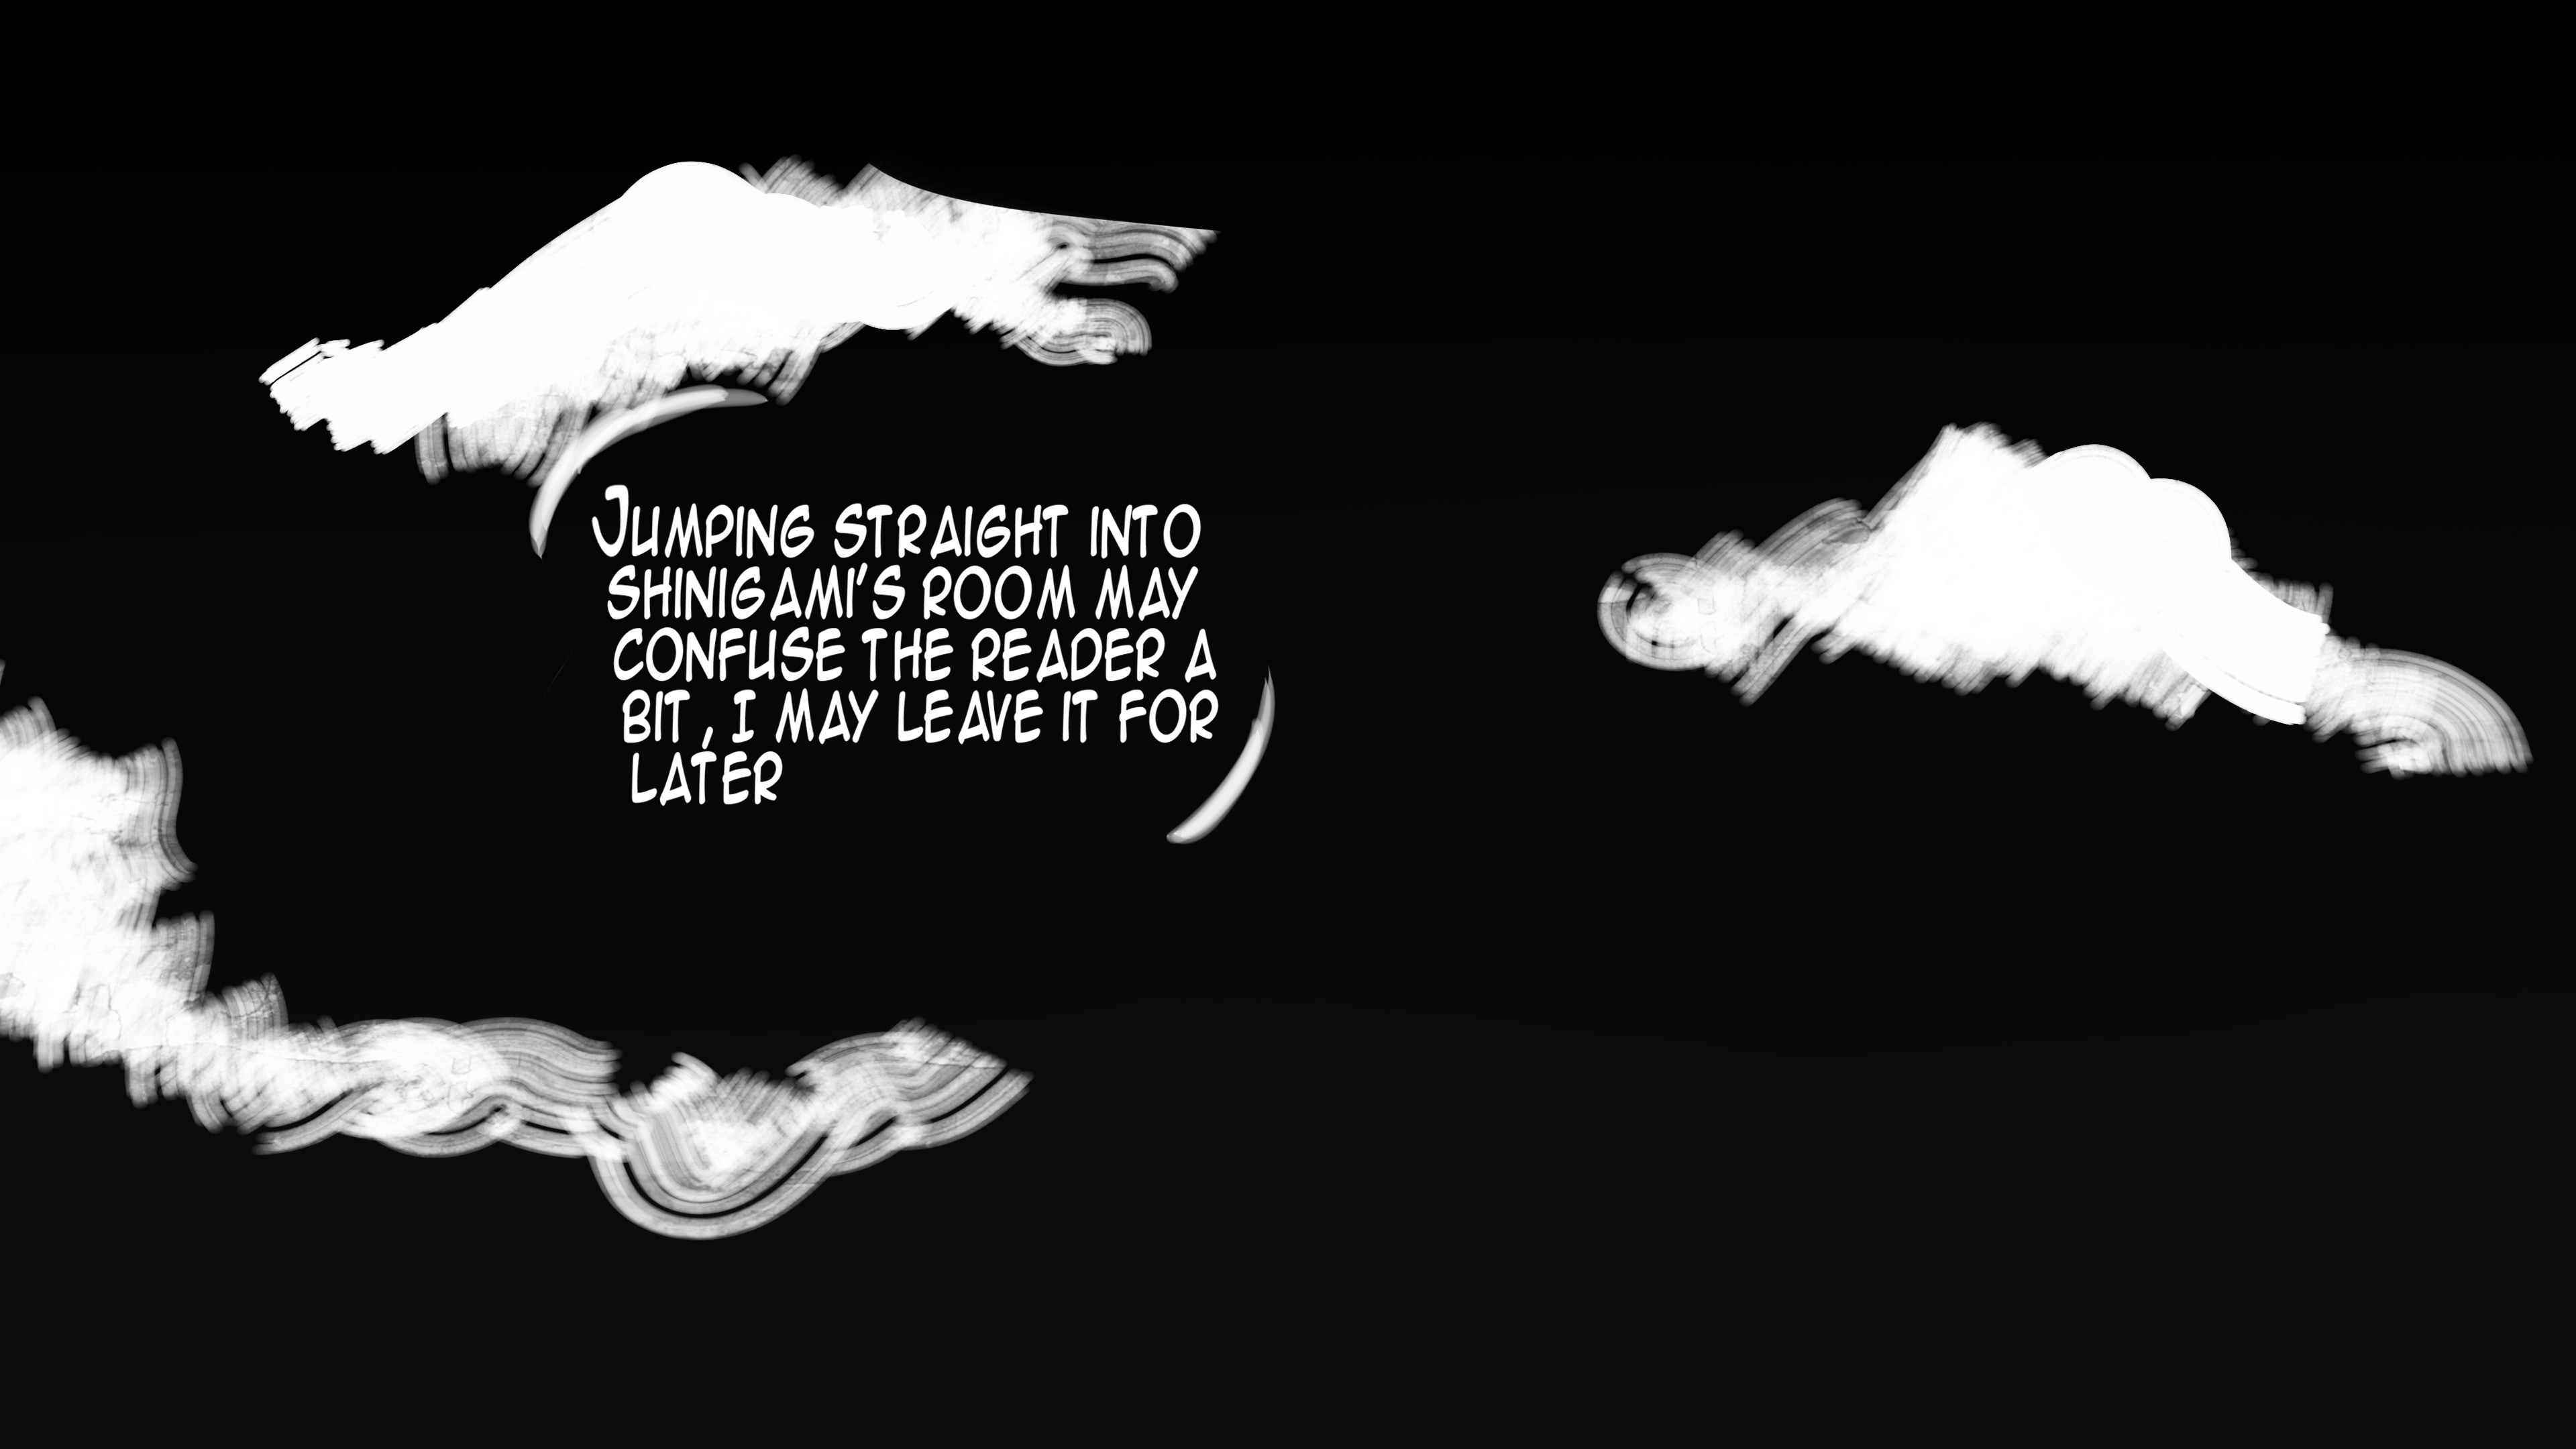 JUMPING STRAIGHT INTO
SHINIGAMI'S ROOM MAY
CONFUSE THE READER A
BIT , I MAY LEAVE IT FOR
LATER